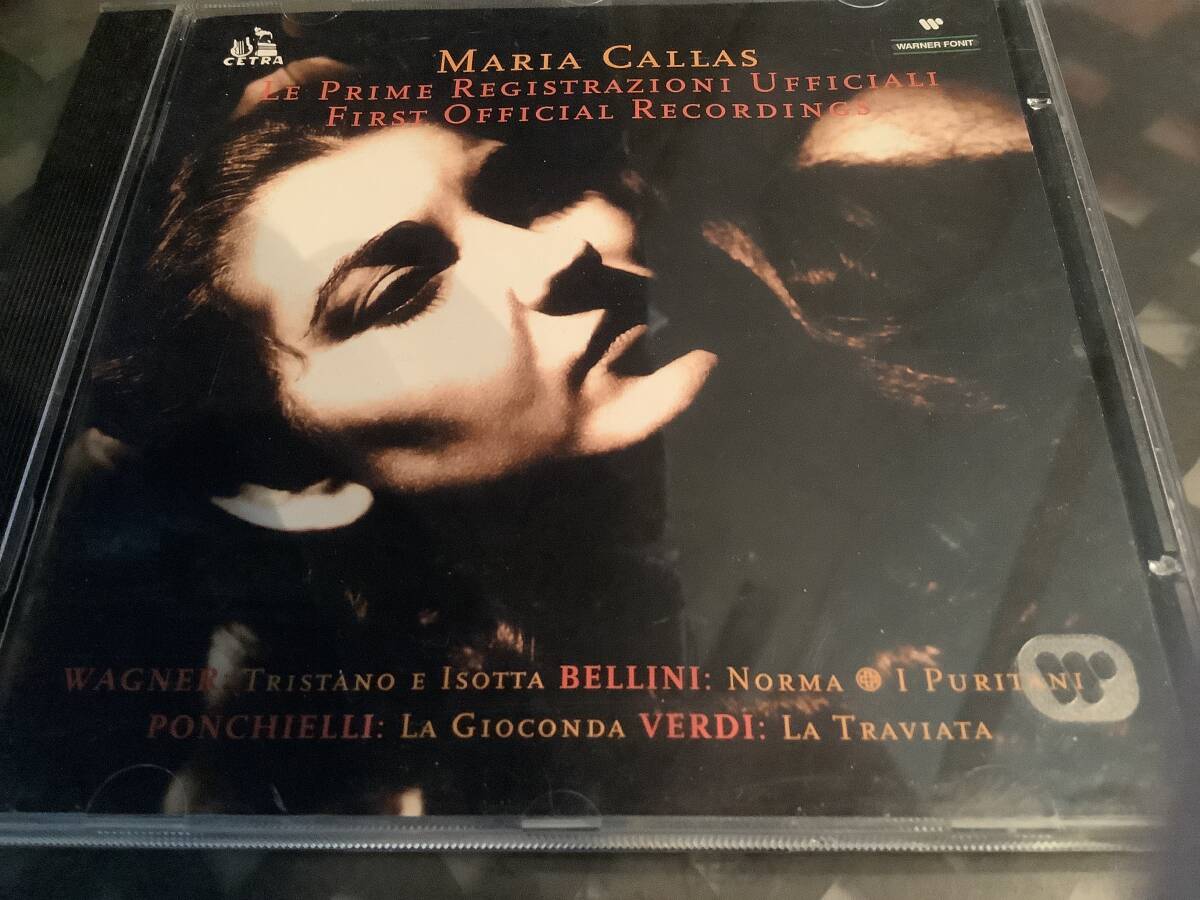 CETRA
WARNER FONIT
MARIA CALLAS
LE PRIME REGISTRAZIONI UFFICIALI
FIRST OFFICIAL RECORDINGS
WAGNER: TRISTANO E ISOTTA BELLINI: NORMA I PURITANI
PONCHIELLI: LA GIOCONDA VERDI: LA TRAVIATA